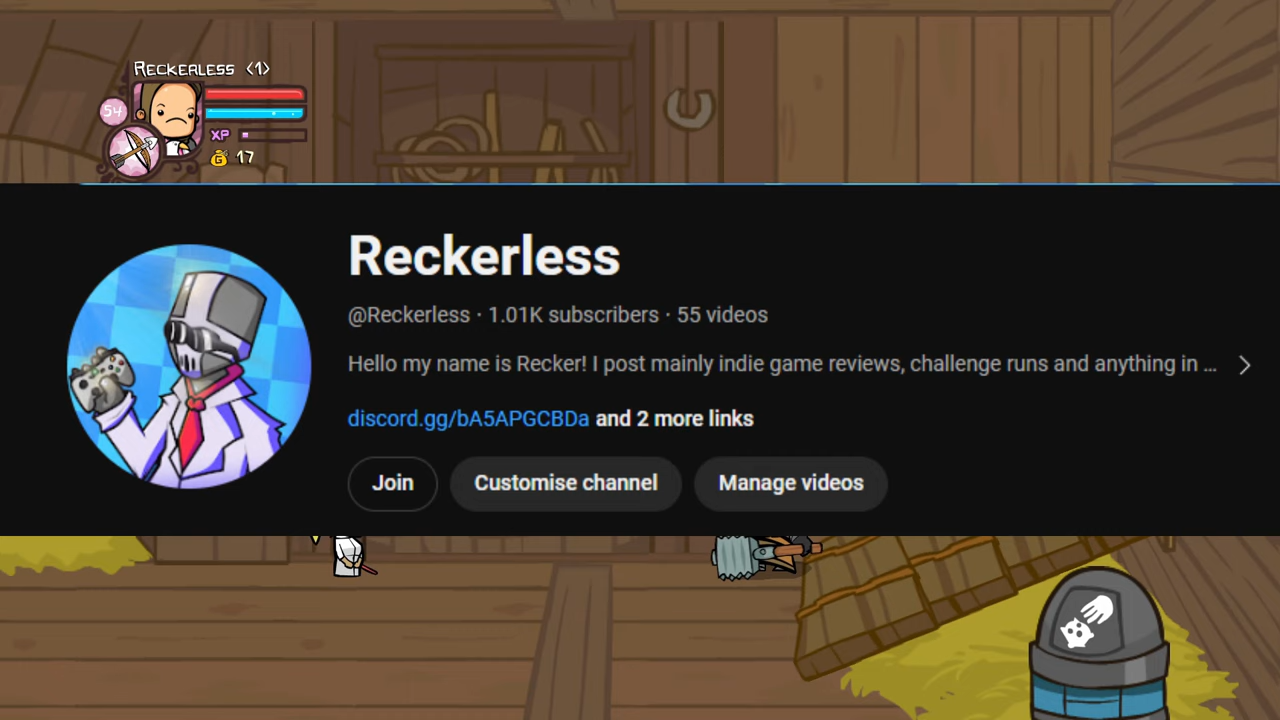 RECKERLESS <1>
54
XP
G 17
Reckerless
@Reckerless · 1.01K subscribers · 55 videos
Hello my name is Recker! I post mainly indie game reviews, challenge runs and anything in ...
discord.gg/bA5APGCBDa and 2 more links
Join Customise channel Manage videos